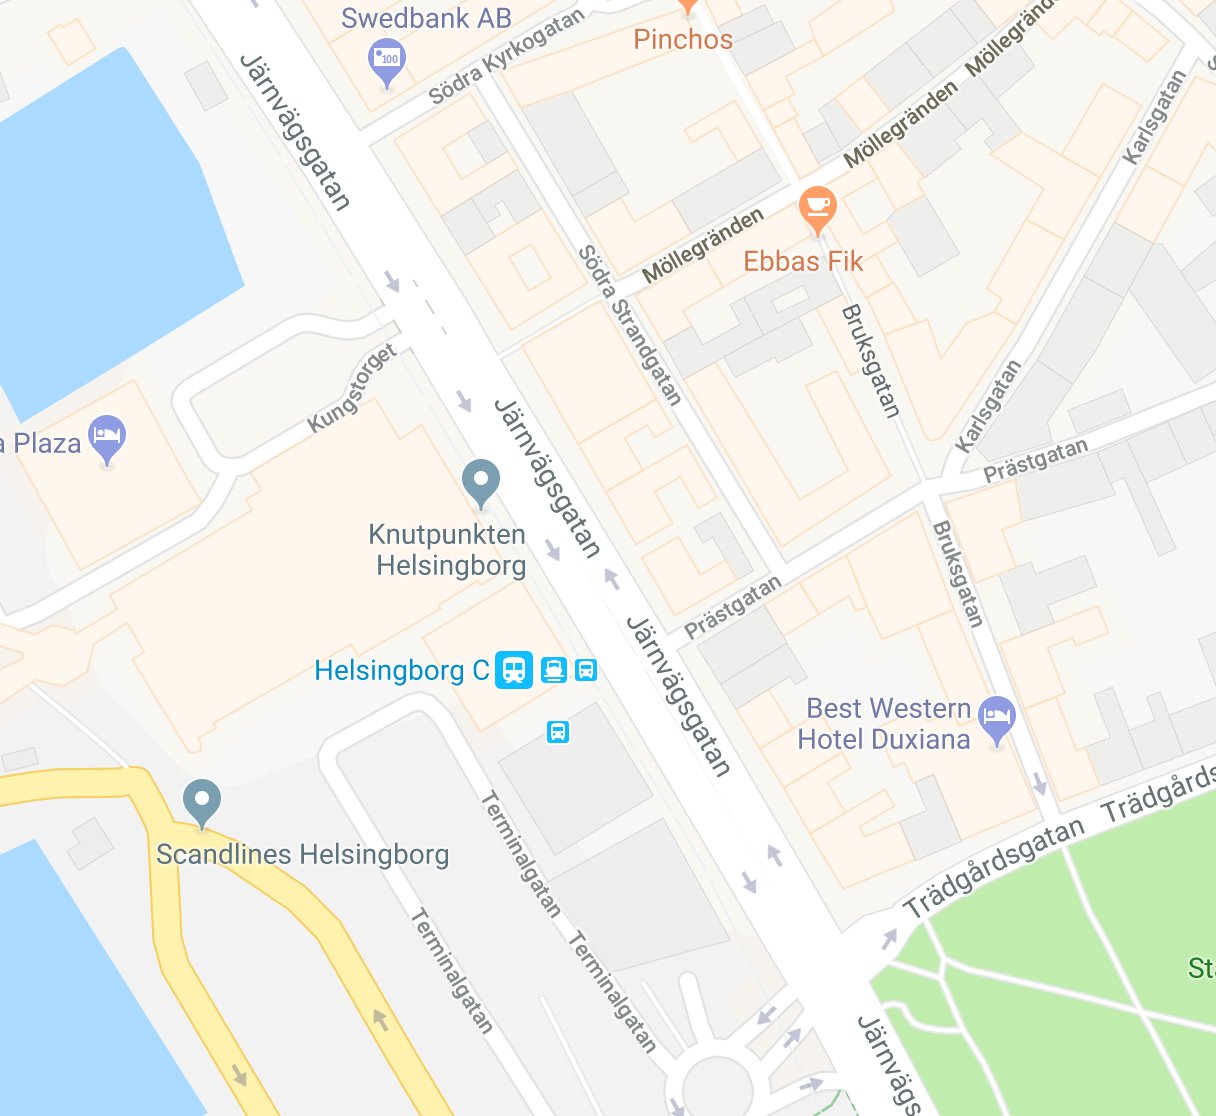 Swedbank AB
100
Södra Kyrkogatan
Pinchos
Möllegränden
Möllegränden
Järnvägsgatan
Karlsgatan
Möllegränden
Ebbas Fik
Södra Strandgatan
Bruksgatan
Kungstorget
Karlsgatan
Järnvägsgatan
a Plaza
Prästgatan
Knutpunkten
Helsingborg
Bruksgatan
Prästgatan
Helsingborg C
Järnvägsgatan
Best Western
Hotel Duxiana
Trädgårds
Trädgårdsgatan
Terminalgatan
Scandlines Helsingborg
Terminalgatan
Terminalgatan
Sta
Järnvägs